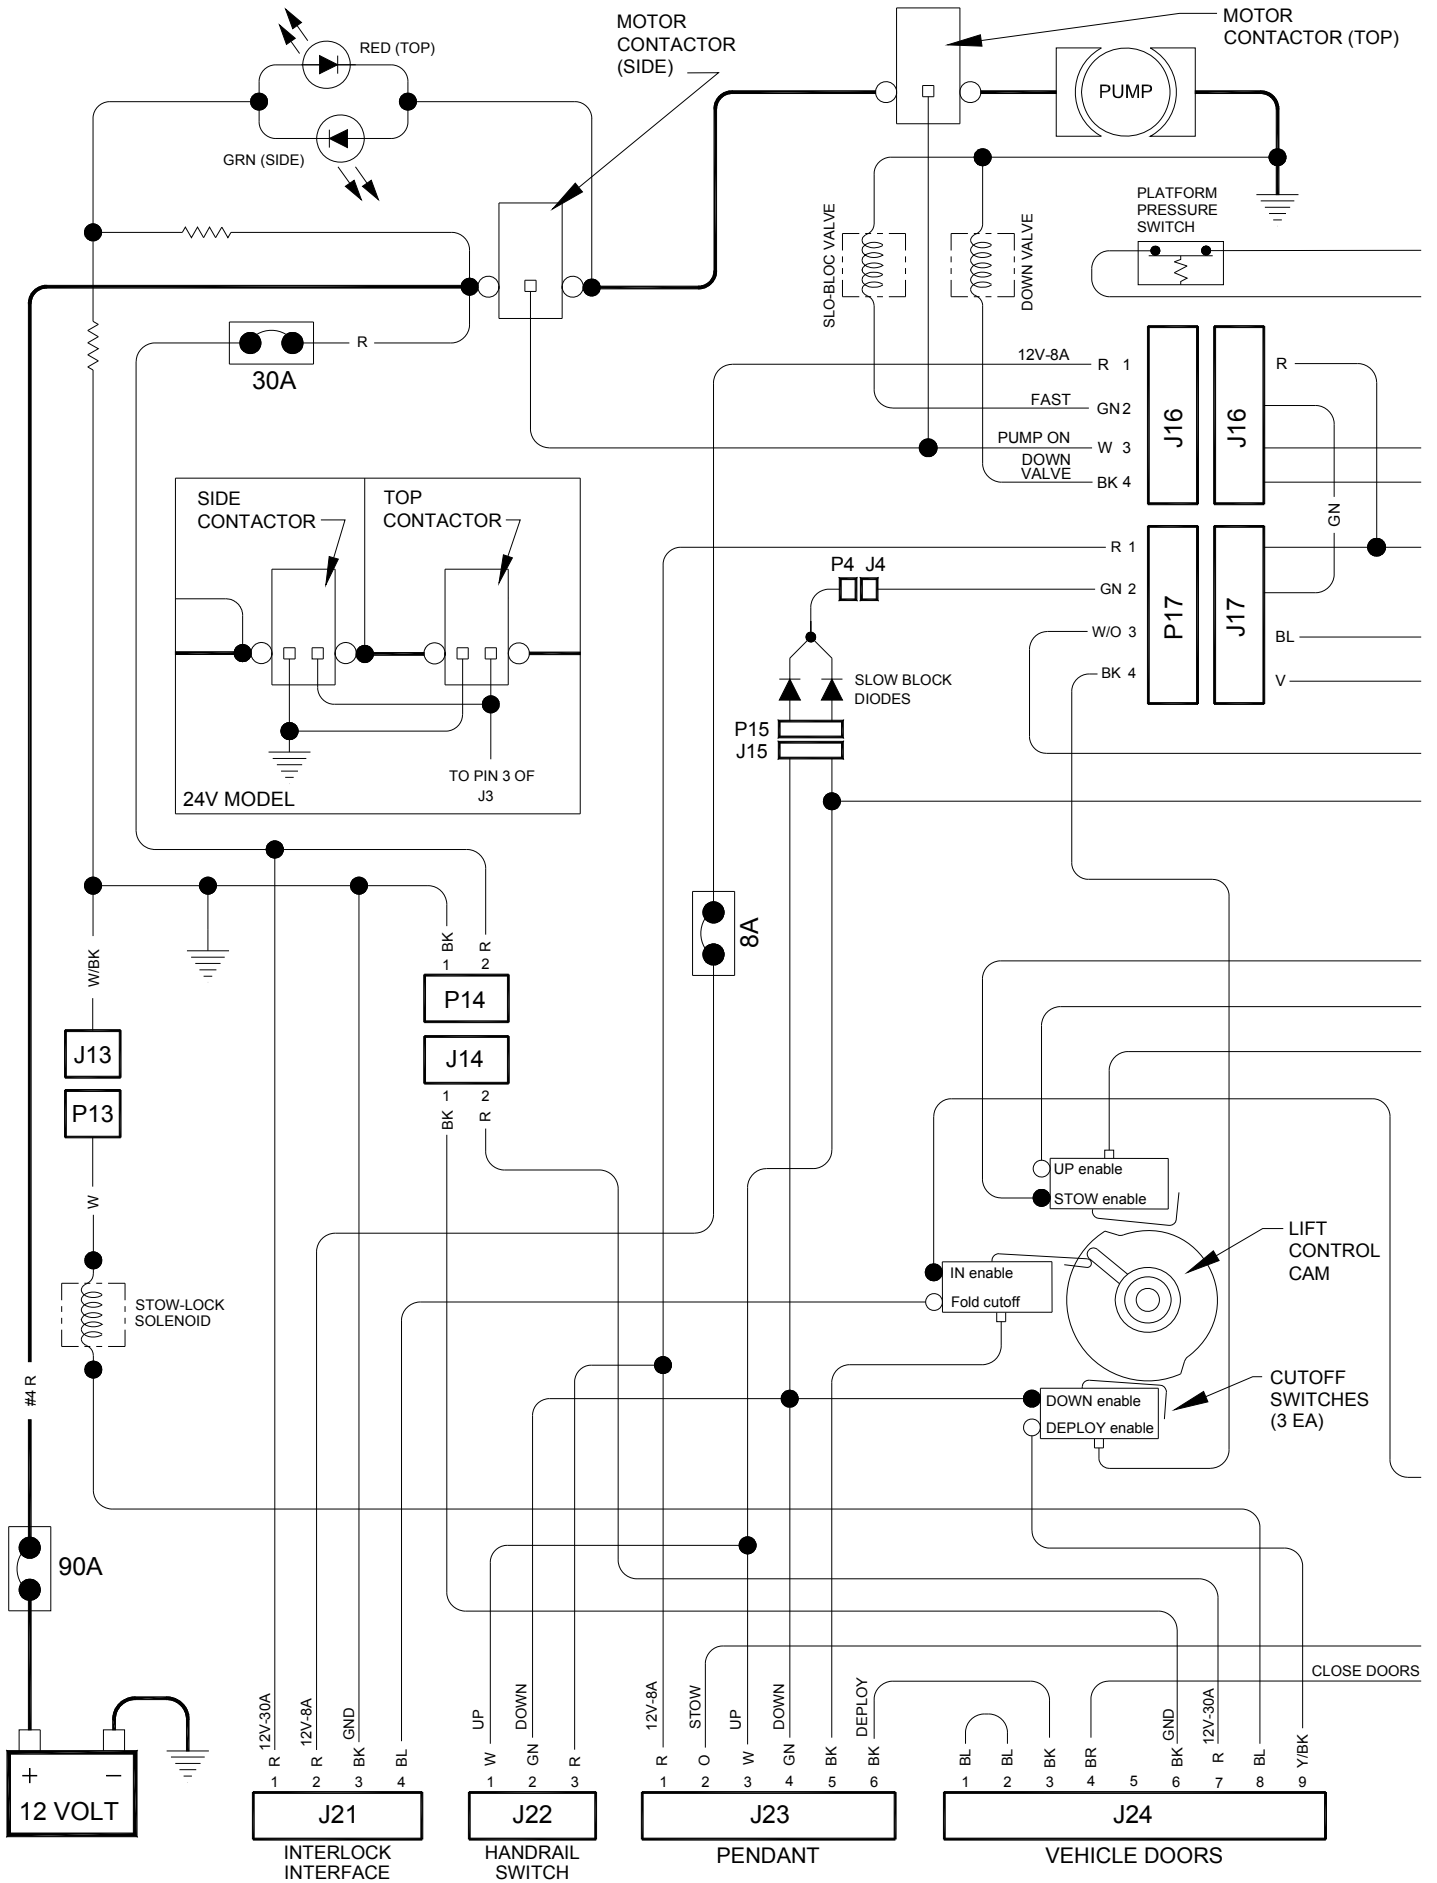 RED (TOP)
GRN (SIDE)
MOTOR
CONTACTOR
(SIDE)
MOTOR
CONTACTOR (TOP)
PUMP
PLATFORM
PRESSURE
SWITCH
SLO-BLOC VALVE
DOWN VALVE
30A
R
12V-8A
R 1
FAST
GN2
PUMP ON
W 3
DOWN
VALVE
BK 4
J16
J16
R
GN
SIDE
CONTACTOR
TOP
CONTACTOR
TO PIN 3 OF
J3
24V MODEL
R 1
GN 2
W/O 3
BK 4
P17
J17
BL
V
P4 J4
SLOW BLOCK
DIODES
P15
J15
8A
W/BK
BK
R
1 2
P14
J14
1 2
BK
R
J13
P13
W
STOW-LOCK
SOLENOID
UP enable
STOW enable
LIFT
CONTROL
CAM
IN enable
Fold cutoff
DOWN enable
DEPLOY enable
CUTOFF
SWITCHES
(3 EA)
#4 R
90A
+ −
12 VOLT
CLOSE DOORS
12V-30A
12V-8A
GND
R R BK BL
1 2 3 4
J21
INTERLOCK
INTERFACE
UP
DOWN
W GN R
1 2 3
J22
HANDRAIL
SWITCH
12V-8A
STOW
UP
DOWN
DEPLOY
R O W GN BK BK
1 2 3 4 5 6
J23
PENDANT
GND
12V-30A
BL BL BK BR BK R BL Y/BK
1 2 3 4 5 6 7 8 9
J24
VEHICLE DOORS